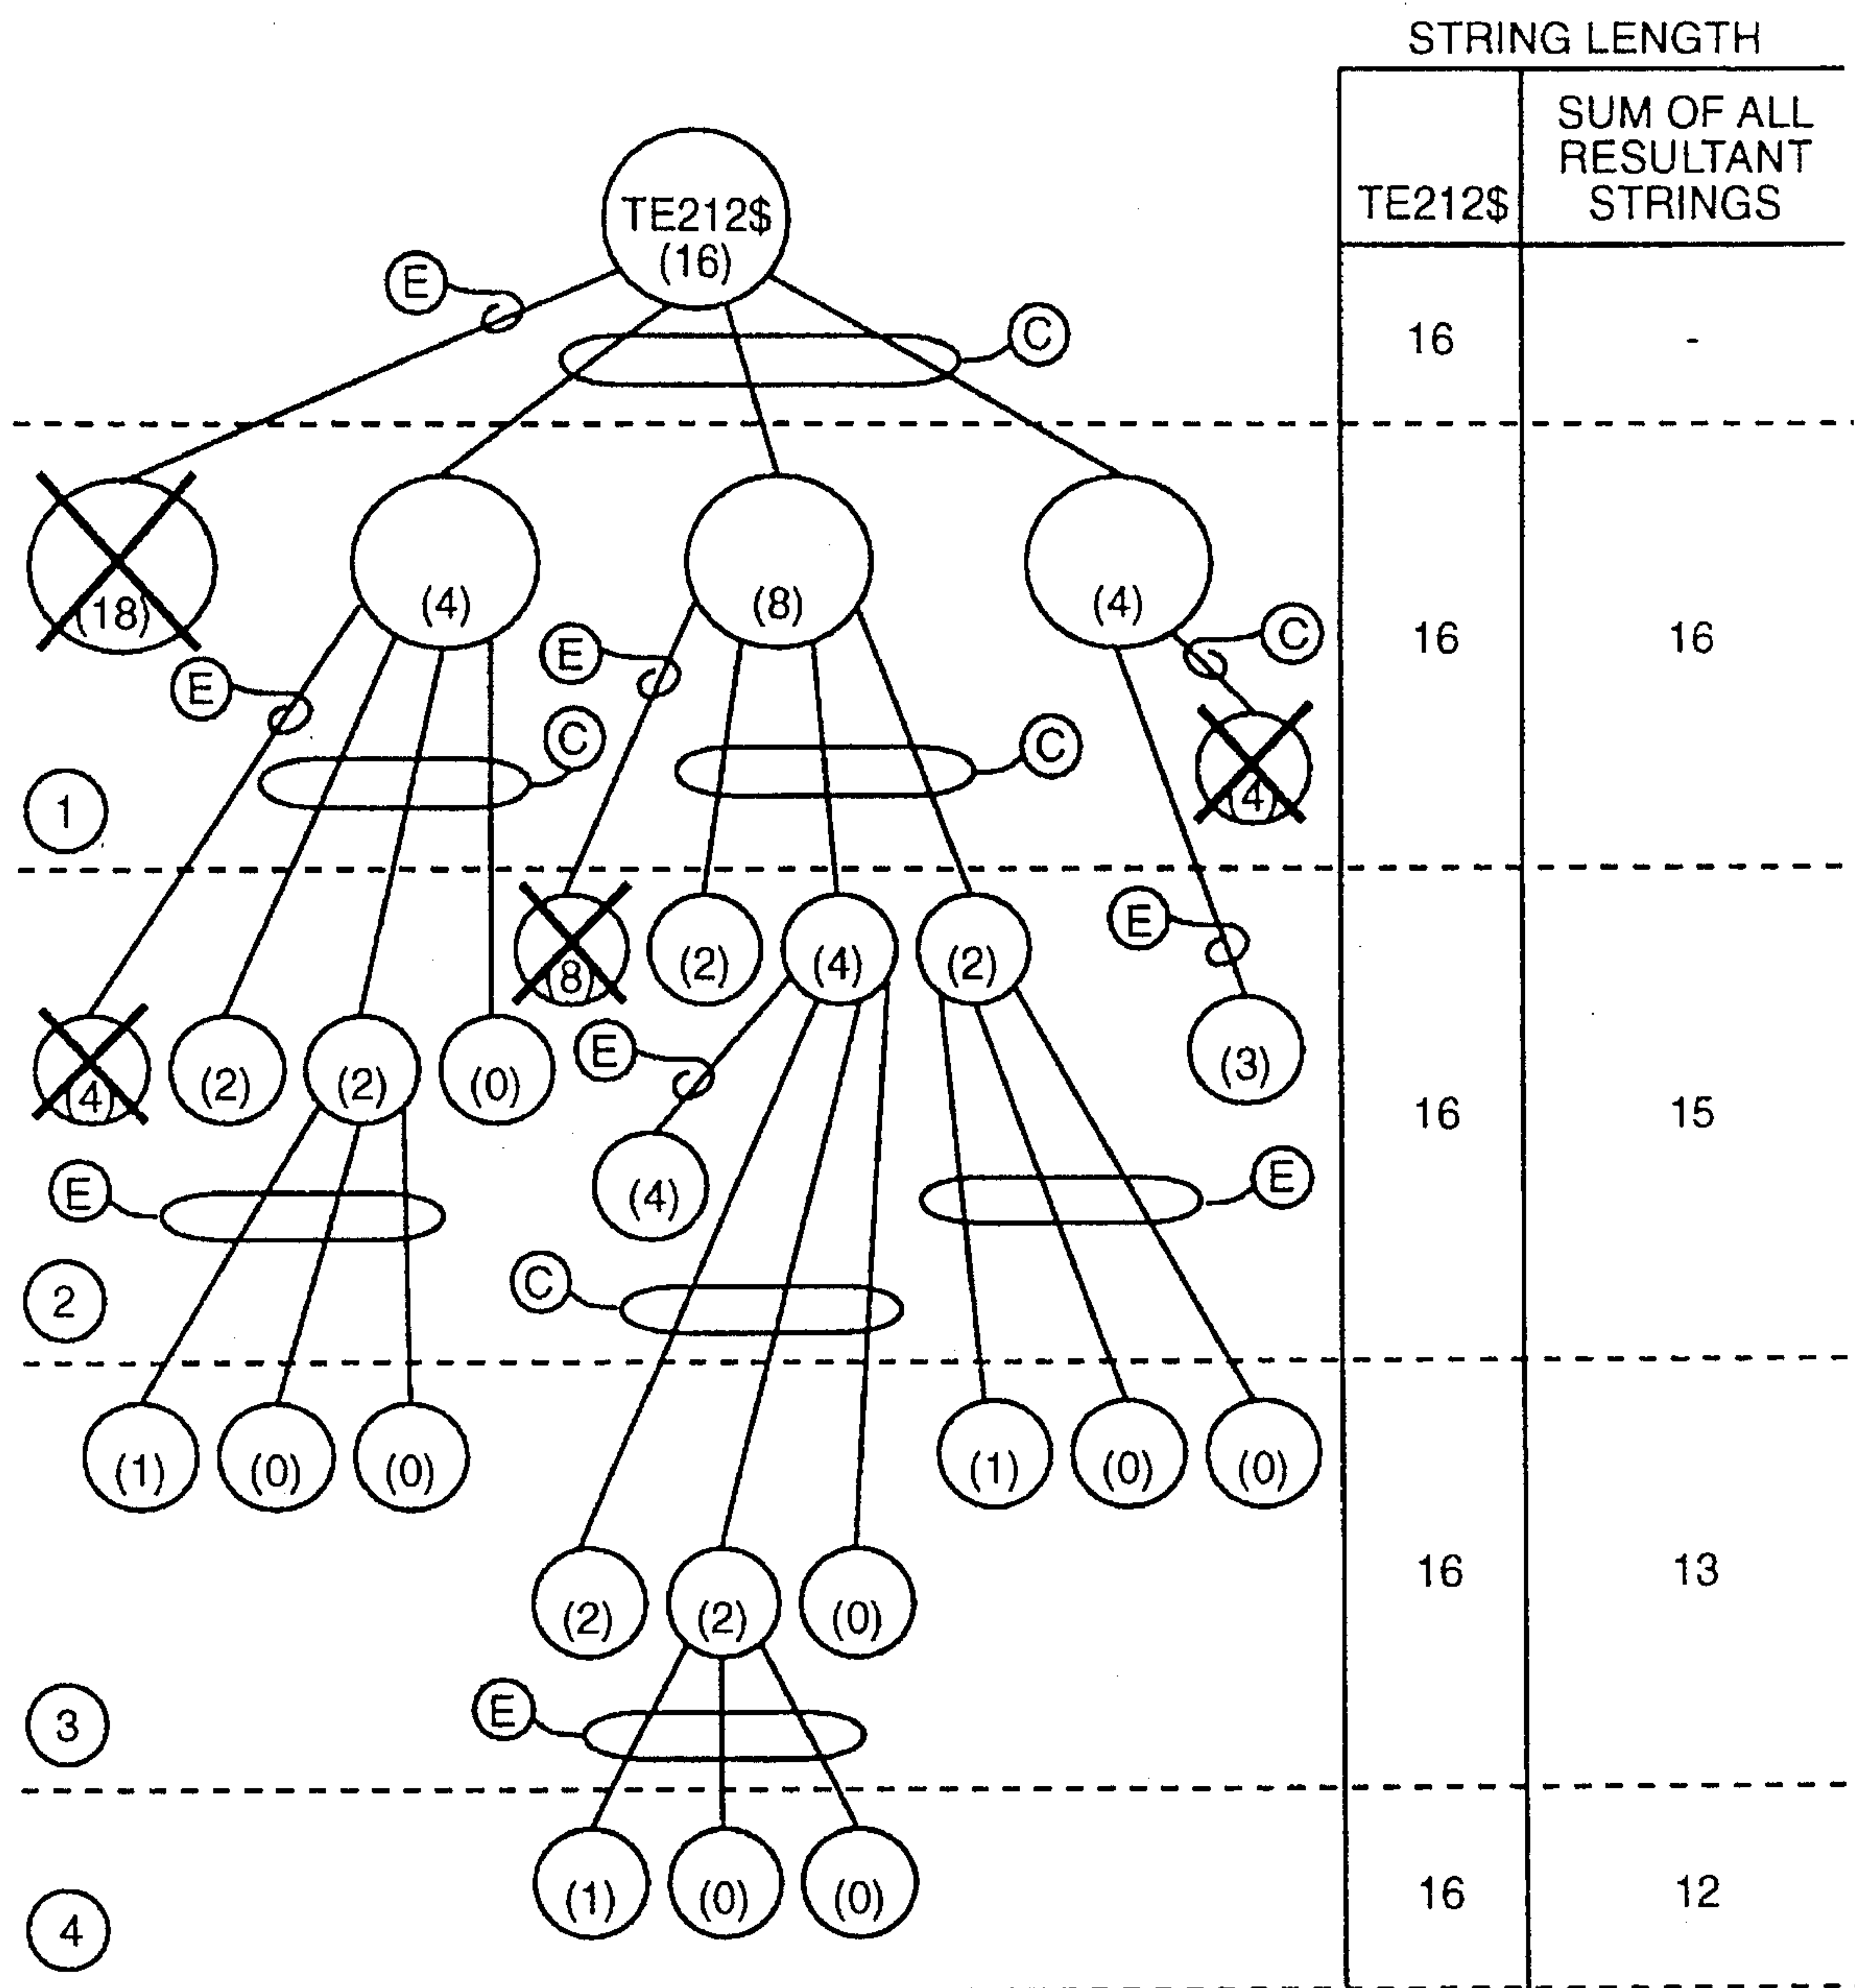 STRING LENGTH
TE212$
SUM OF ALL
RESULTANT
STRINGS
TE212$
(16)
E
C
16
-
(18)
(4)
(8)
(4)
E
E
C
C
C
(4)
16
16
1
(4)
(2)
(2)
(0)
(8)
(2)
(4)
(2)
E
(3)
E
(4)
E
C
E
16
15
2
(1)
(0)
(0)
(1)
(0)
(0)
(2)
(2)
(0)
16
13
E
3
(1)
(0)
(0)
16
12
4